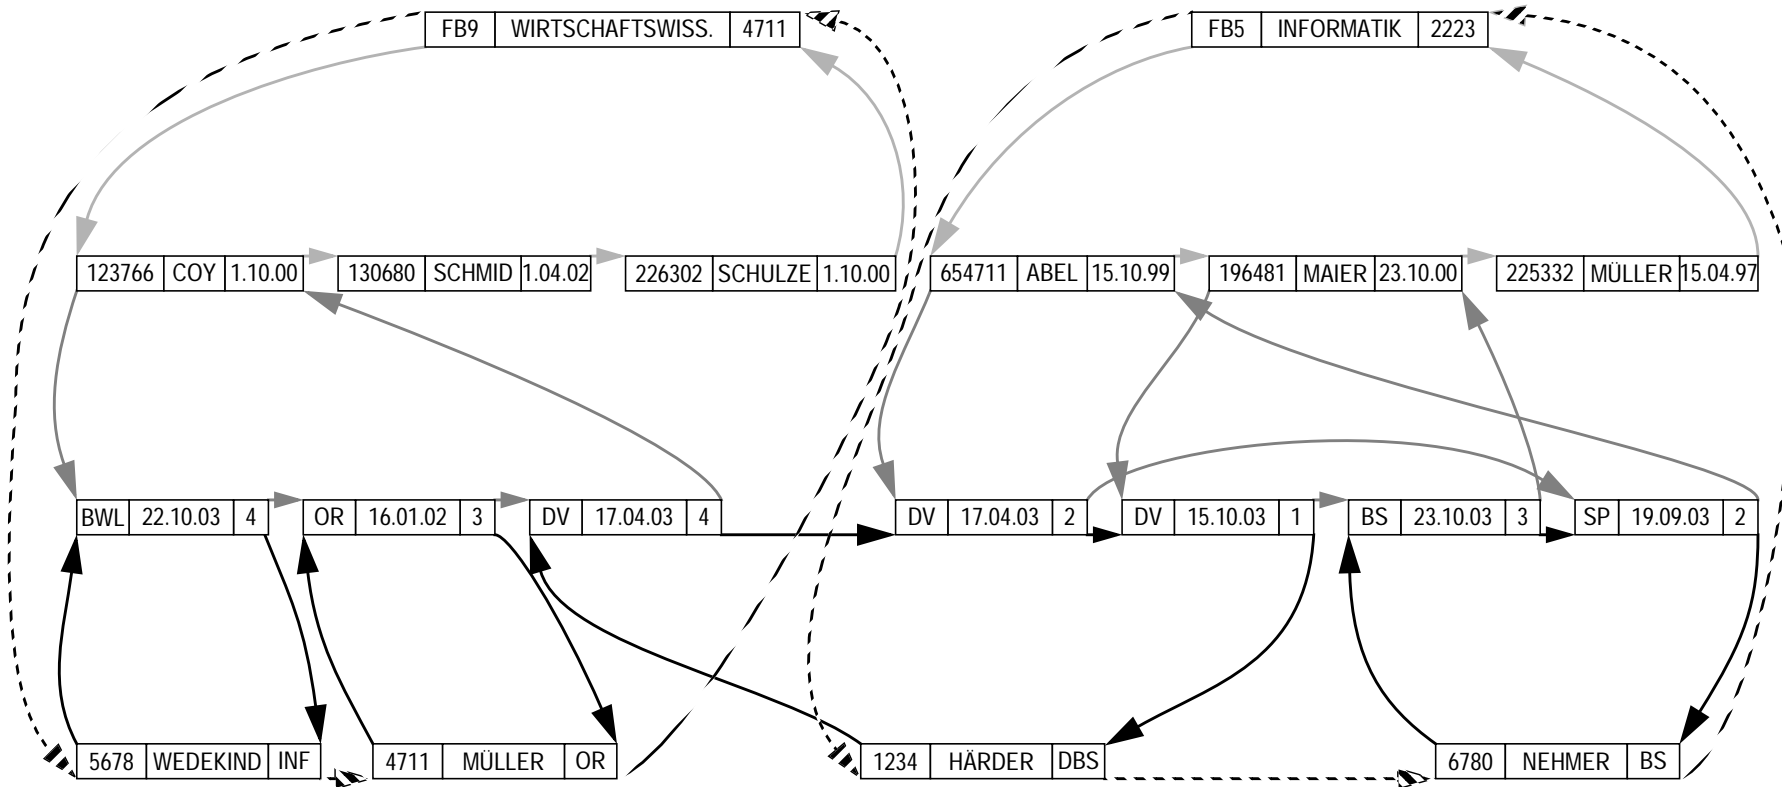 FB9 WIRTSCHAFTSWISS. 4711 FB5 INFORMATIK 2223
123766 COY 1.10.00 130680 SCHMID 1.04.02 226302 SCHULZE 1.10.00 654711 ABEL 15.10.99 196481 MAIER 23.10.00 225332 MÜLLER 15.04.97
BWL 22.10.03 4 OR 16.01.02 3 DV 17.04.03 4 DV 17.04.03 2 DV 15.10.03 1 BS 23.10.03 3 SP 19.09.03 2
5678 WEDEKIND INF 4711 MÜLLER OR 1234 HÄRDER DBS 6780 NEHMER BS